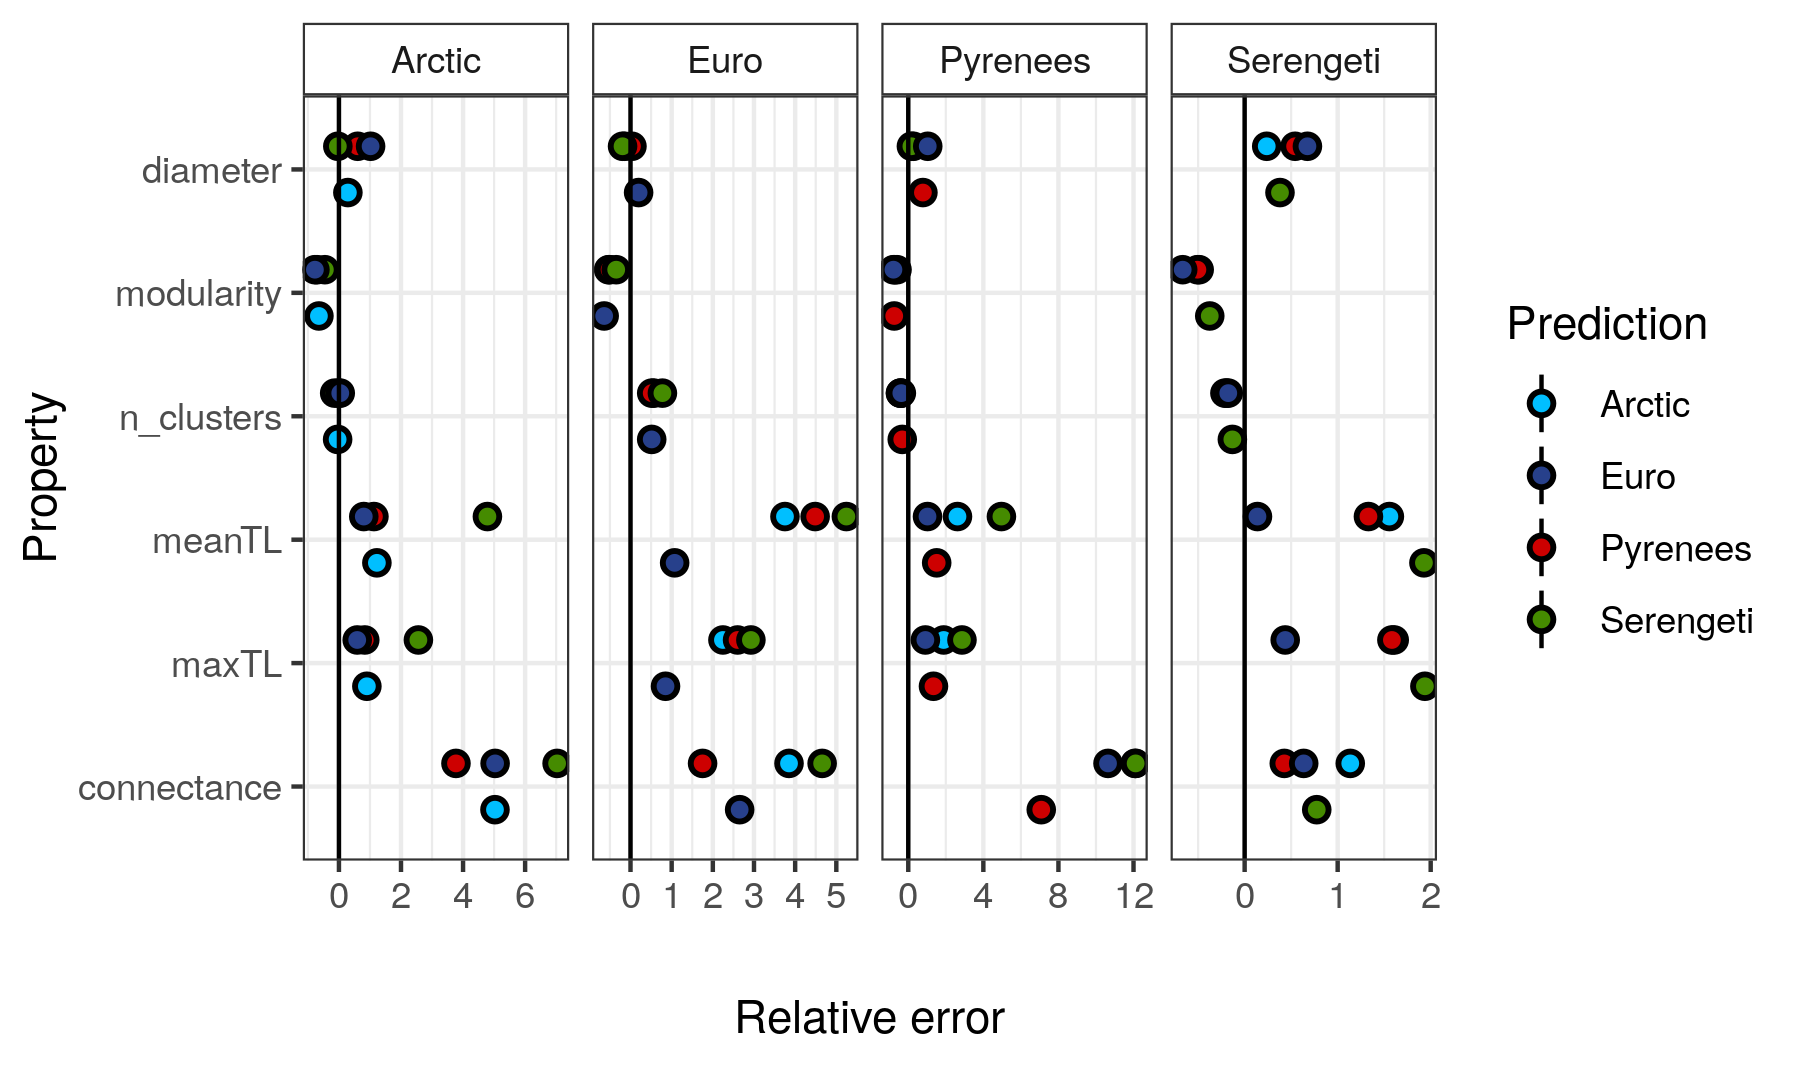 Arctic Euro Pyrenees Serengeti
diameter
modularity
n_clusters
meanTL
maxTL
connectance
Property
0 2 4 6 0 1 2 3 4 5 0 4 8 12 0 1 2
Relative error
Prediction
Arctic
Euro
Pyrenees
Serengeti